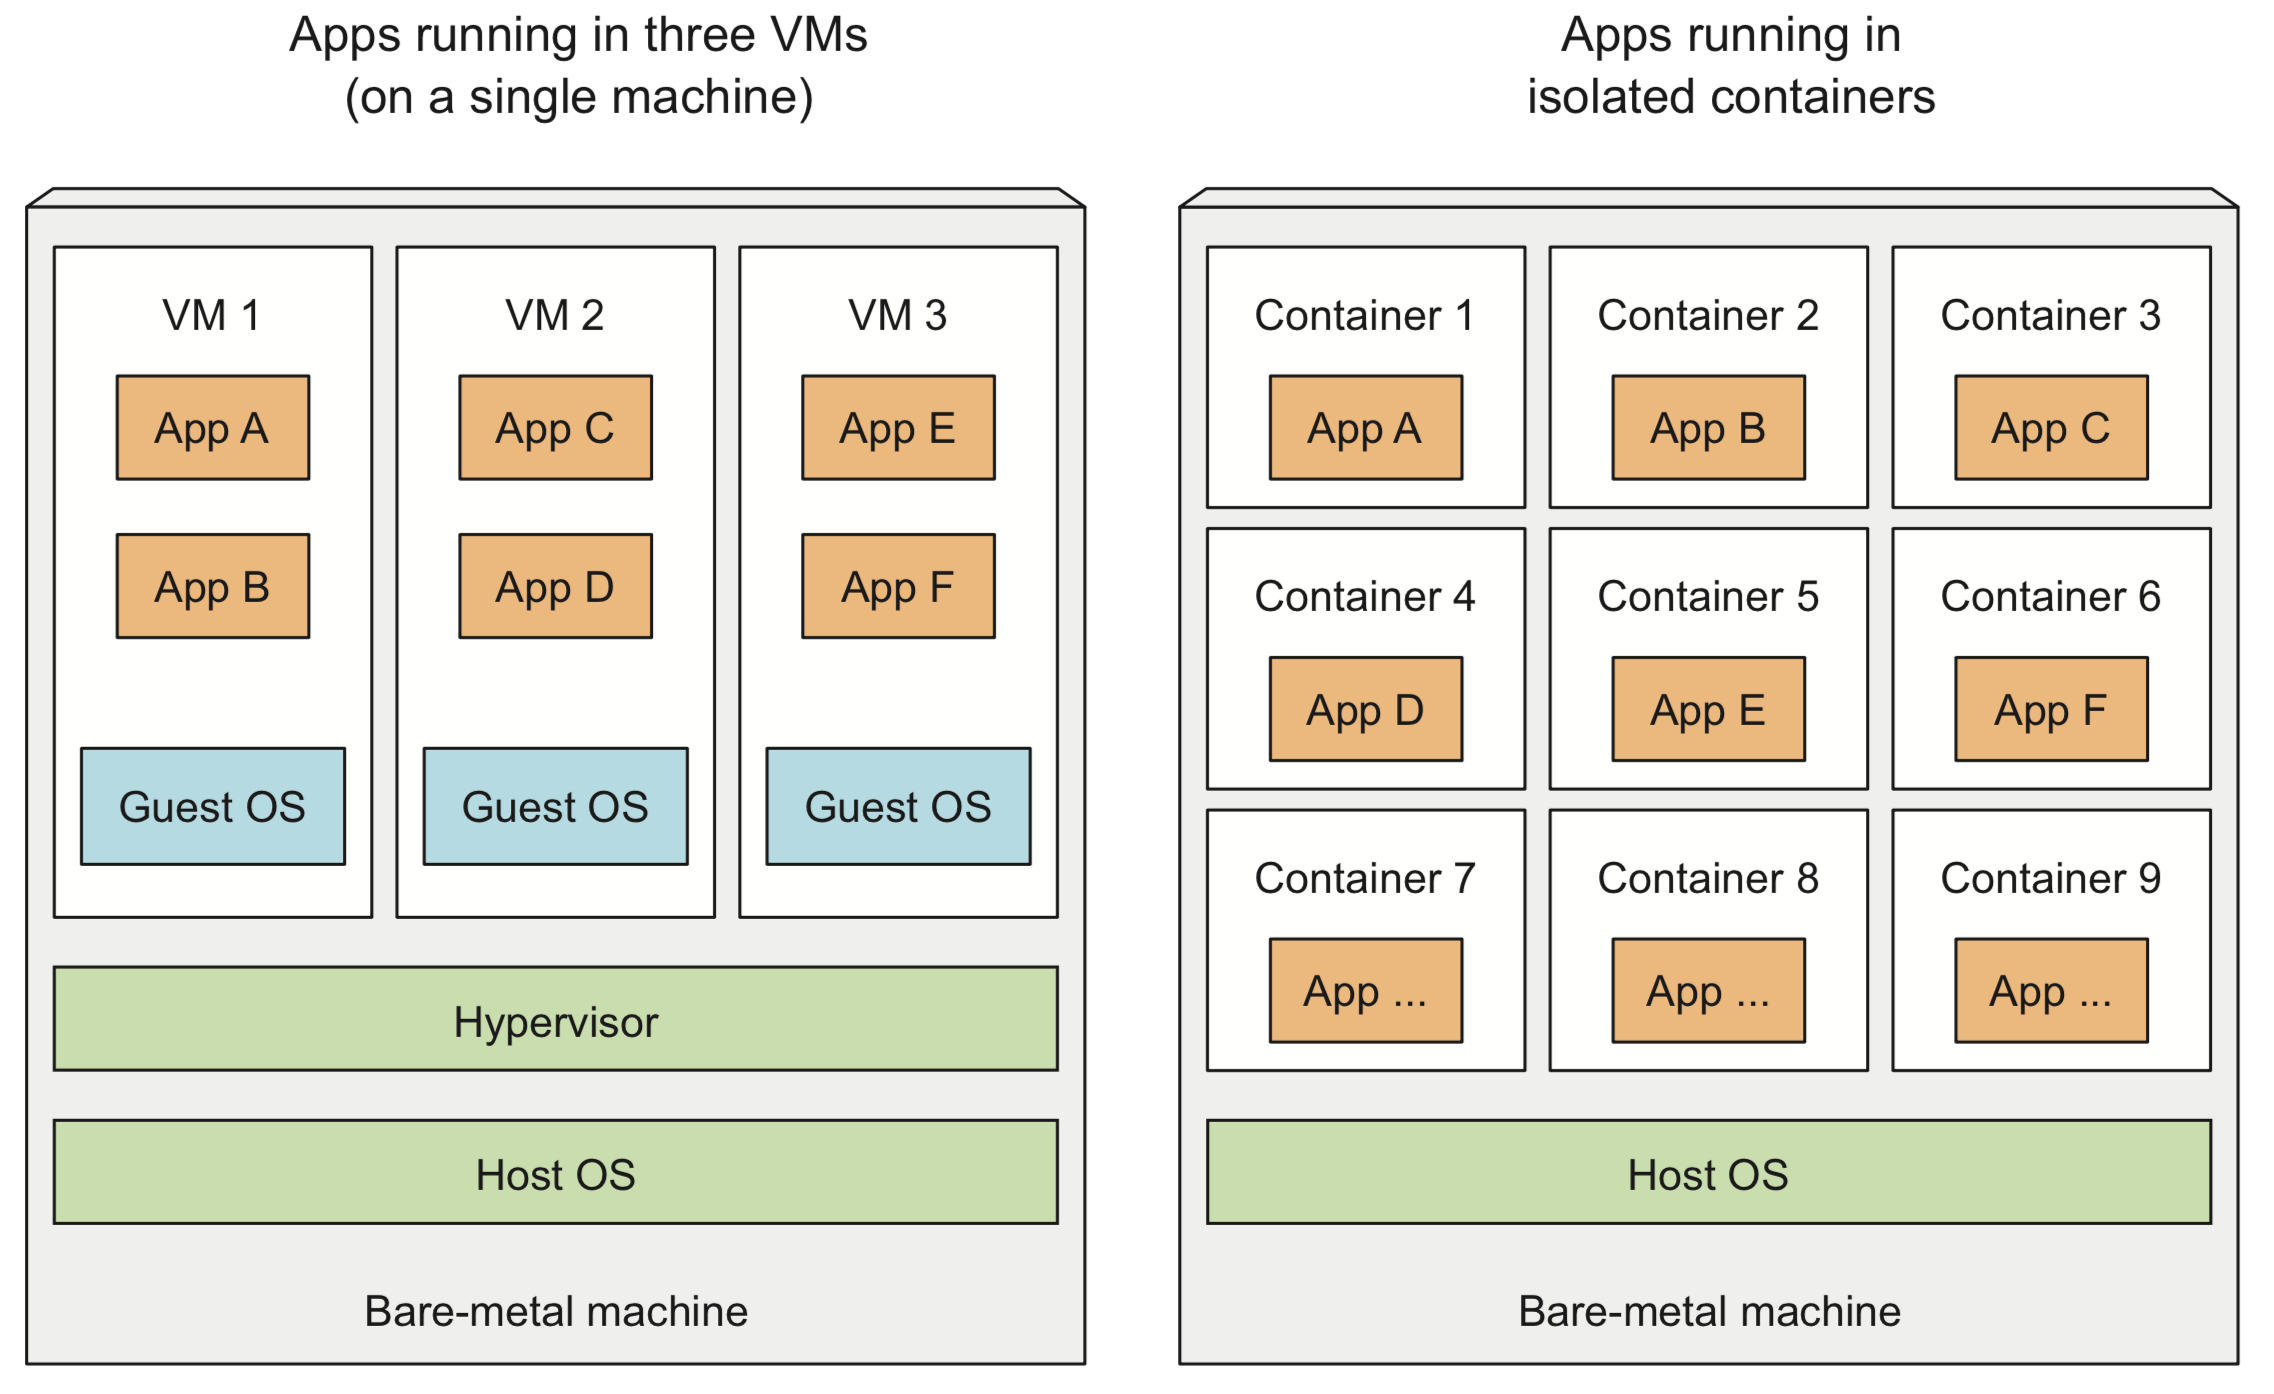 Apps running in three VMs
(on a single machine)
VM 1
App A
App B
Guest OS
VM 2
App C
App D
Guest OS
VM 3
App E
App F
Guest OS
Hypervisor
Host OS
Bare-metal machine
Apps running in
isolated containers
Container 1
App A
Container 2
App B
Container 3
App C
Container 4
App D
Container 5
App E
Container 6
App F
Container 7
App ...
Container 8
App ...
Container 9
App ...
Host OS
Bare-metal machine